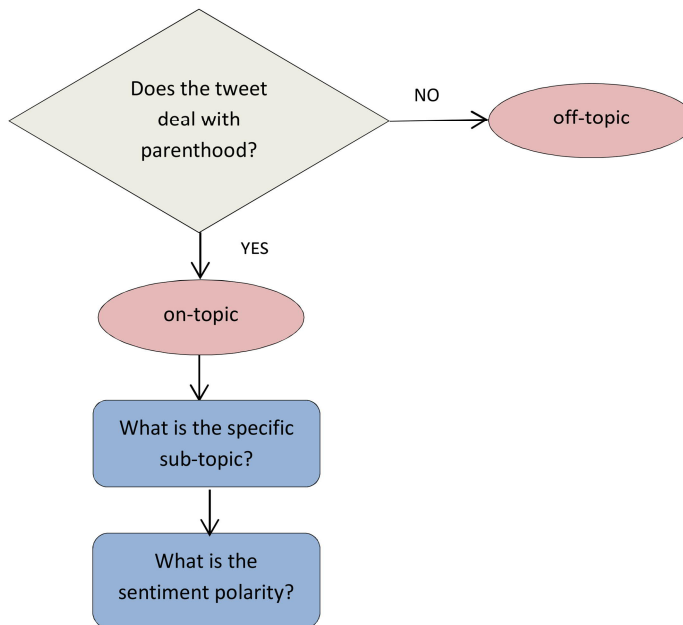 Does the tweet
deal with
parenthood?
NO
off-topic
YES
on-topic
What is the specific
sub-topic?
What is the
sentiment polarity?